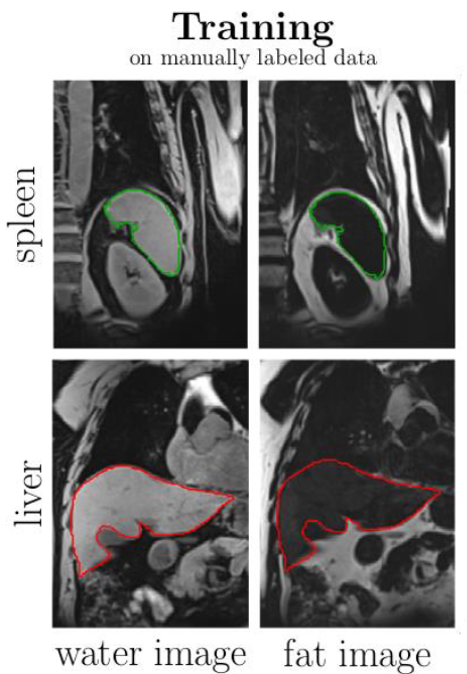 Training
on manually labeled data
spleen
liver
water image
fat image